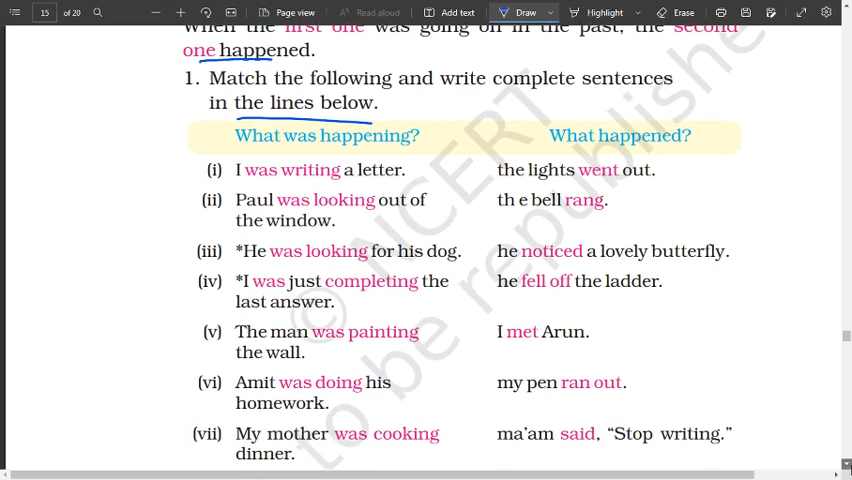 15 of 20 Page view Read aloud Add text Draw Highlight Erase
When the first one was going on in the past, the second
one happened.
1. Match the following and write complete sentences
in the lines below.
What was happening? What happened?
(i) I was writing a letter. the lights went out.
(ii) Paul was looking out of th e bell rang.
the window.
(iii) *He was looking for his dog. he noticed a lovely butterfly.
(iv) *I was just completing the he fell off the ladder.
last answer.
(v) The man was painting I met Arun.
the wall.
(vi) Amit was doing his my pen ran out.
homework.
(vii) My mother was cooking ma'am said, "Stop writing."
dinner.
© NCERT
to be republishe